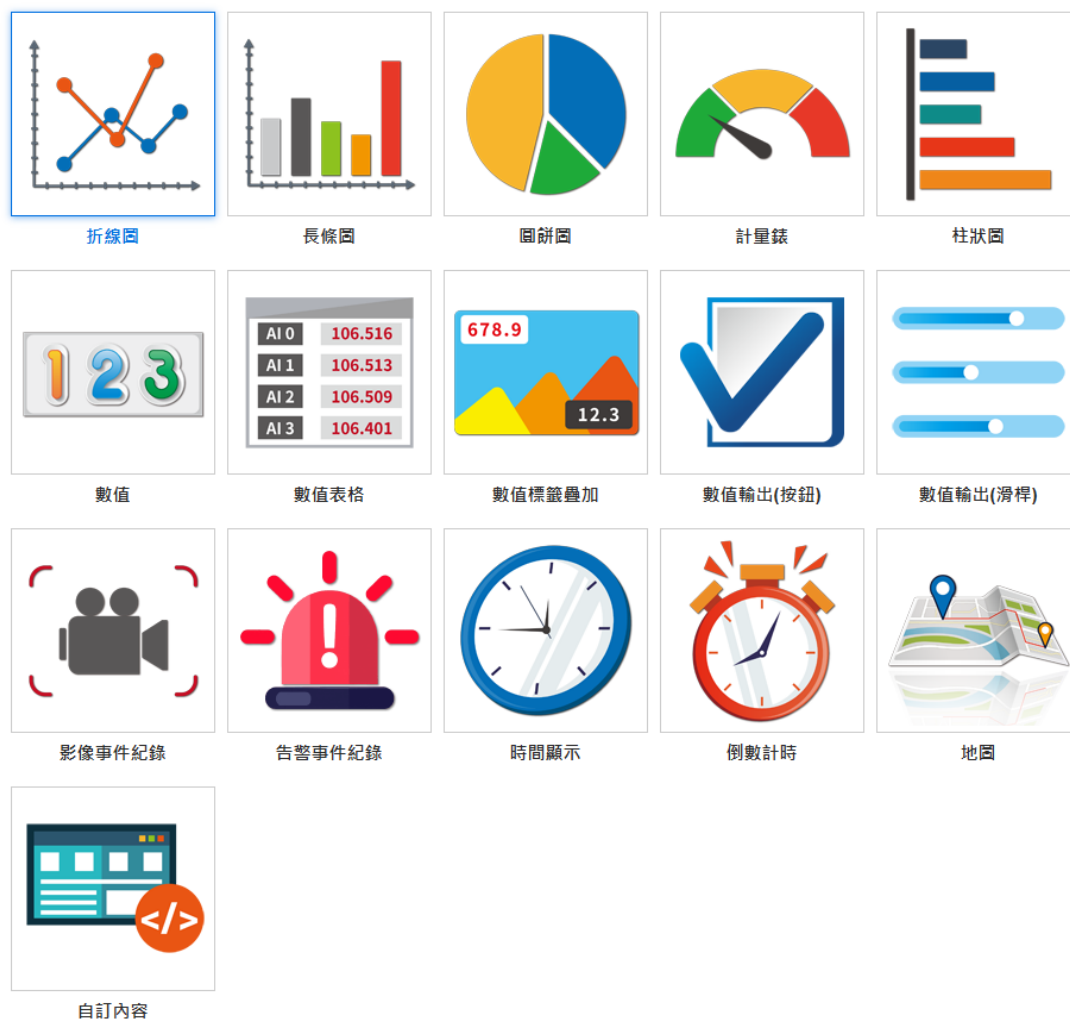 折線圖
長條圖
圓餅圖
計量錶
柱狀圖
123
AI 0 106.516
AI 1 106.513
AI 2 106.509
AI 3 106.401
678.9
12.3
數值
數值表格
數值標籤疊加
數值輸出(按鈕)
數值輸出(滑桿)
!
影像事件紀錄
告警事件紀錄
時間顯示
倒數計時
地圖
</>
自訂內容